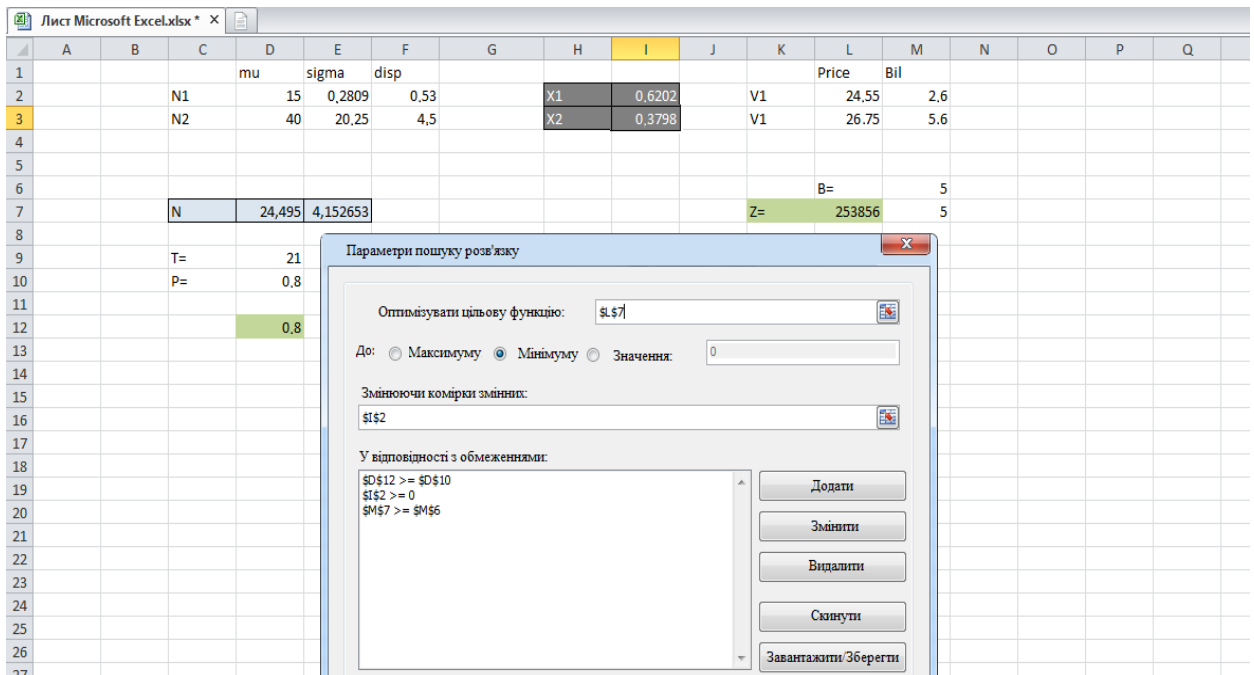 Лист Microsoft Excel.xlsx *
A B C D E F G H I J K L M N O P Q
1 mu sigma disp Price Bil
2 N1 15 0,2809 0,53 X1 0,6202 V1 24,55 2,6
3 N2 40 20,25 4,5 X2 0,3798 V1 26.75 5.6
4
5
6 B= 5
7 N 24,495 4,152653 Z= 253856 5
8
Параметри пошуку розв'язку
9 T= 21
10 P= 0,8
11
Оптимізувати цільову функцію: $L$7
12 0,8
13
До: Максимуму Мінімуму Значення: 0
14
15
Змінюючи комірки змінних:
16 $I$2
17
18
У відповідності з обмеженнями:
19 $D$12 >= $D$10 Додати
$I$2 >= 0
20 $M$7 >= $M$6
21 Змінити
22
23 Видалити
24
25 Скинути
26 Завантажити/Зберегти
27